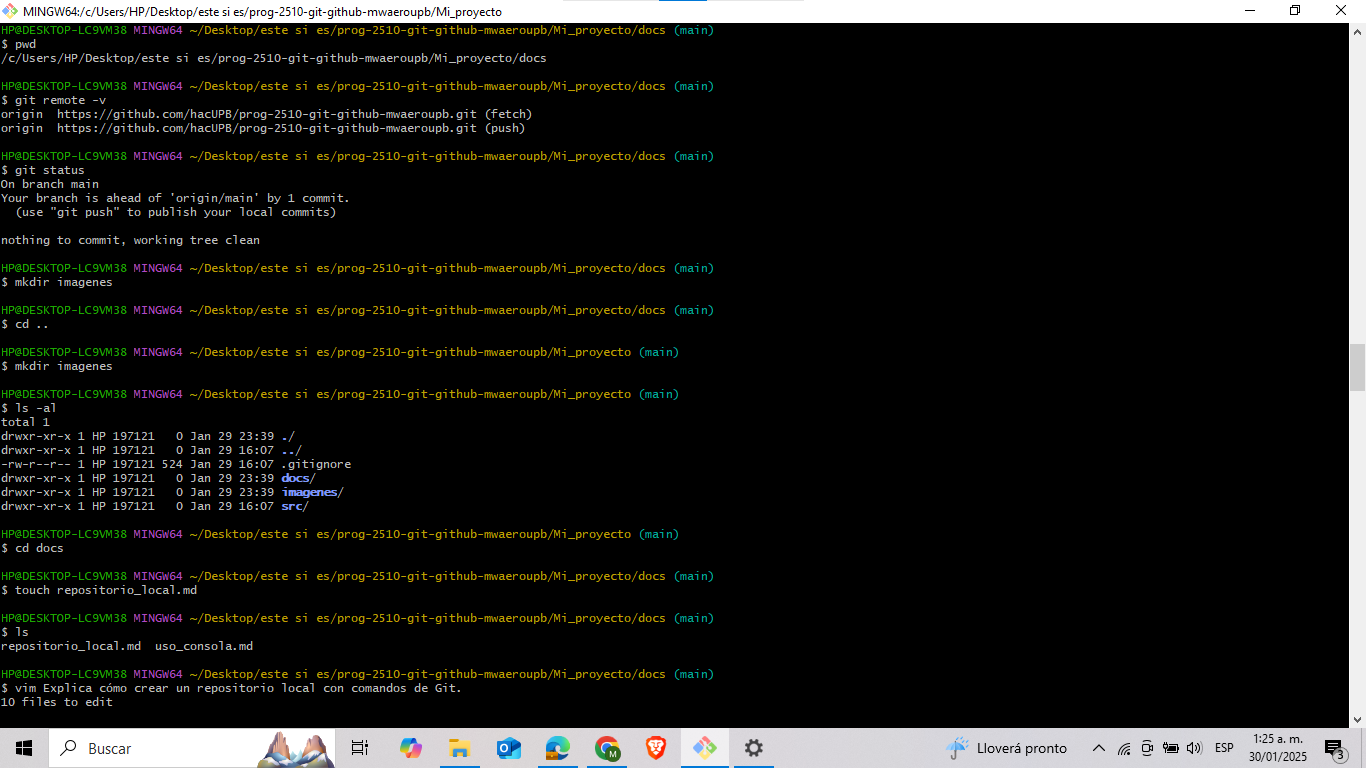 MINGW64:/c/Users/HP/Desktop/este si es/prog-2510-git-github-mwaeroupb/Mi_proyecto
HP@DESKTOP-LC9VM38 MINGW64 ~/Desktop/este si es/prog-2510-git-github-mwaeroupb/Mi_proyecto/docs (main)
$ pwd
/c/Users/HP/Desktop/este si es/prog-2510-git-github-mwaeroupb/Mi_proyecto/docs
HP@DESKTOP-LC9VM38 MINGW64 ~/Desktop/este si es/prog-2510-git-github-mwaeroupb/Mi_proyecto/docs (main)
$ git remote -v
origin  https://github.com/hacUPB/prog-2510-git-github-mwaeroupb.git (fetch)
origin  https://github.com/hacUPB/prog-2510-git-github-mwaeroupb.git (push)
HP@DESKTOP-LC9VM38 MINGW64 ~/Desktop/este si es/prog-2510-git-github-mwaeroupb/Mi_proyecto/docs (main)
$ git status
On branch main
Your branch is ahead of 'origin/main' by 1 commit.
  (use "git push" to publish your local commits)
nothing to commit, working tree clean
HP@DESKTOP-LC9VM38 MINGW64 ~/Desktop/este si es/prog-2510-git-github-mwaeroupb/Mi_proyecto/docs (main)
$ mkdir imagenes
HP@DESKTOP-LC9VM38 MINGW64 ~/Desktop/este si es/prog-2510-git-github-mwaeroupb/Mi_proyecto/docs (main)
$ cd ..
HP@DESKTOP-LC9VM38 MINGW64 ~/Desktop/este si es/prog-2510-git-github-mwaeroupb/Mi_proyecto (main)
$ mkdir imagenes
HP@DESKTOP-LC9VM38 MINGW64 ~/Desktop/este si es/prog-2510-git-github-mwaeroupb/Mi_proyecto (main)
$ ls -al
total 1
drwxr-xr-x 1 HP 197121   0 Jan 29 23:39 ./
drwxr-xr-x 1 HP 197121   0 Jan 29 16:07 ../
-rw-r--r-- 1 HP 197121 524 Jan 29 16:07 .gitignore
drwxr-xr-x 1 HP 197121   0 Jan 29 23:39 docs/
drwxr-xr-x 1 HP 197121   0 Jan 29 23:39 imagenes/
drwxr-xr-x 1 HP 197121   0 Jan 29 16:07 src/
HP@DESKTOP-LC9VM38 MINGW64 ~/Desktop/este si es/prog-2510-git-github-mwaeroupb/Mi_proyecto (main)
$ cd docs
HP@DESKTOP-LC9VM38 MINGW64 ~/Desktop/este si es/prog-2510-git-github-mwaeroupb/Mi_proyecto/docs (main)
$ touch repositorio_local.md
HP@DESKTOP-LC9VM38 MINGW64 ~/Desktop/este si es/prog-2510-git-github-mwaeroupb/Mi_proyecto/docs (main)
$ ls
repositorio_local.md  uso_consola.md
HP@DESKTOP-LC9VM38 MINGW64 ~/Desktop/este si es/prog-2510-git-github-mwaeroupb/Mi_proyecto/docs (main)
$ vim Explica cómo crear un repositorio local con comandos de Git.
10 files to edit
Buscar
M
Lloverá pronto
ESP
1:25 a. m.
30/01/2025
3